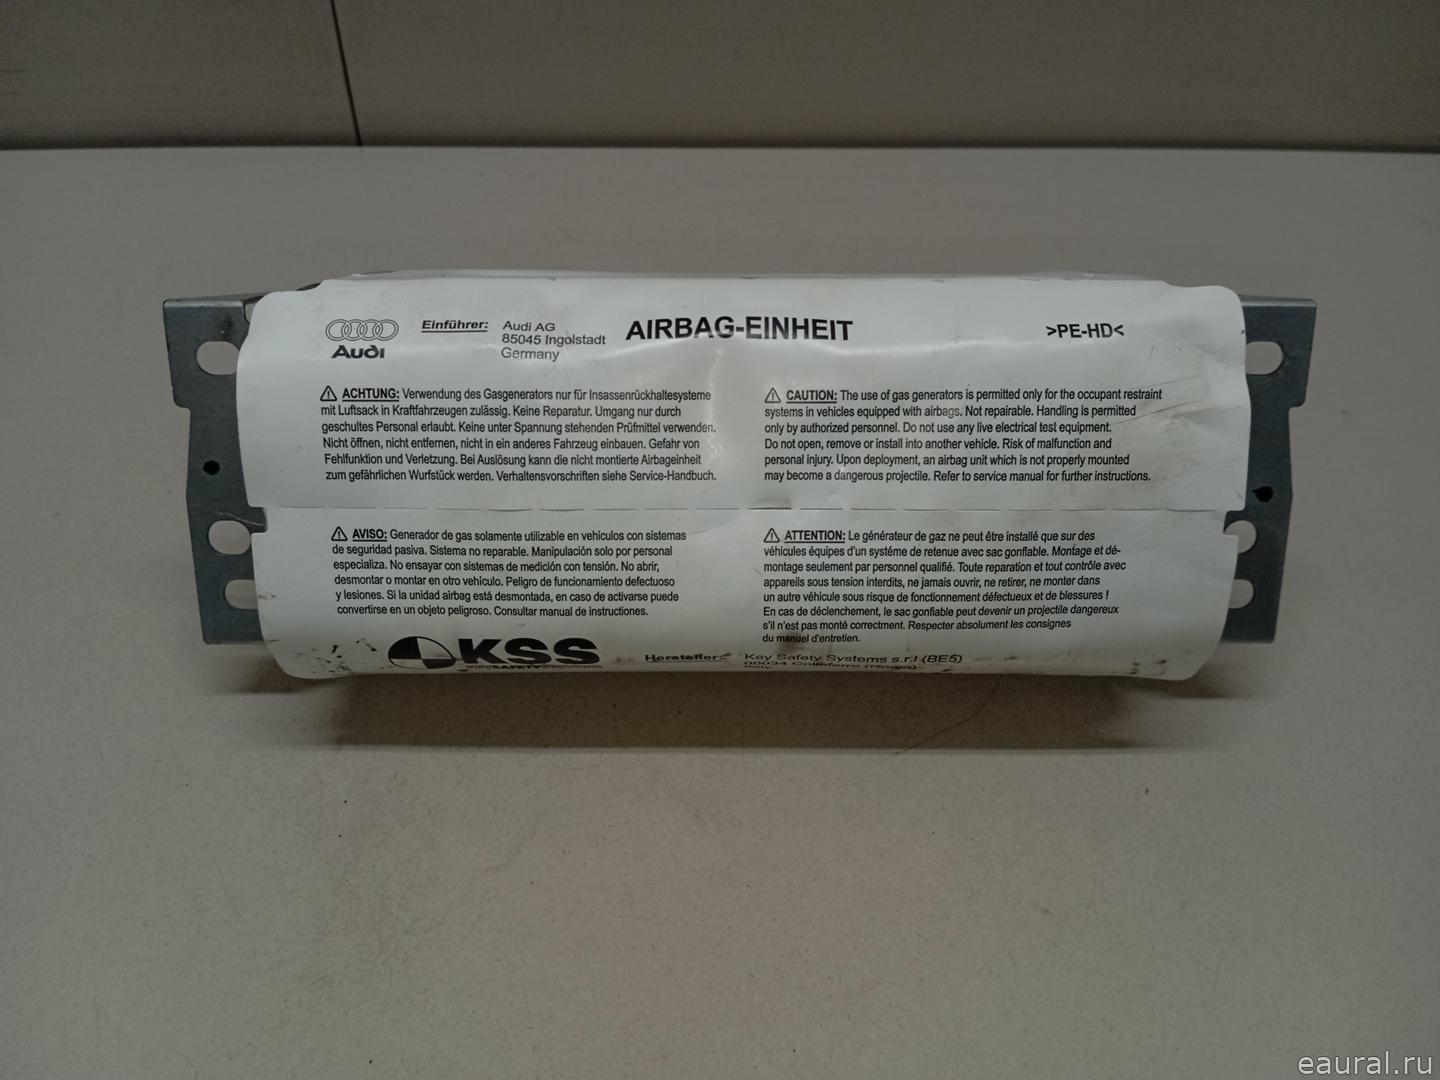 Audi
Einführer: Audi AG
85045 Ingolstadt
Germany
AIRBAG-EINHEIT
>PE-HD<
ACHTUNG: Verwendung des Gasgenerators nur für Insassenrückhaltesysteme
mit Luftsack in Kraftfahrzeugen zulässig. Keine Reparatur. Umgang nur durch
geschultes Personal erlaubt. Keine unter Spannung stehenden Prüfmittel verwenden.
Nicht öffnen, nicht entfernen, nicht in ein anderes Fahrzeug einbauen. Gefahr von
Fehlfunktion und Verletzung. Bei Auslösung kann die nicht montierte Airbageinheit
zum gefährlichen Wurfstück werden. Verhaltensvorschriften siehe Service-Handbuch.
CAUTION: The use of gas generators is permitted only for the occupant restraint
systems in vehicles equipped with airbags. Not repairable. Handling is permitted
only by authorized personnel. Do not use any live electrical test equipment.
Do not open, remove or install into another vehicle. Risk of malfunction and
personal injury. Upon deployment, an airbag unit which is not properly mounted
may become a dangerous projectile. Refer to service manual for further instructions.
AVISO: Generador de gas solamente utilizable en vehículos con sistemas
de seguridad pasiva. Sistema no reparable. Manipulación solo por personal
especializa. No ensayar con sistemas de medición con tensión. No abrir,
desmontar o montar en otro vehículo. Peligro de funcionamiento defectuoso
y lesiones. Si la unidad airbag está desmontada, en caso de activarse puede
convertirse en un objeto peligroso. Consultar manual de instrucciones.
ATTENTION: Le générateur de gaz ne peut être installé que sur des
véhicules équipes d'un systéme de retenue avec sac gonflable. Montage et dé-
montage seulement par personnel qualifié. Toute reparation et tout contrôle avec
appareils sous tension interdits, ne jamais ouvrir, ne retirer, ne monter dans
un autre véhicule sous risque de fonctionnement défectueux et de blessures !
En cas de déclenchement, le sac gonfiable peut devenir un projectile dangereux
s'il n'est pas monté correctment. Respecter absolument les consignes
du manuel d'entretien.
KSS
Hersteller: Key Safety Systems s.r.l (BE5)
00034 Colleferro (Roma)
Italy
eaural.ru